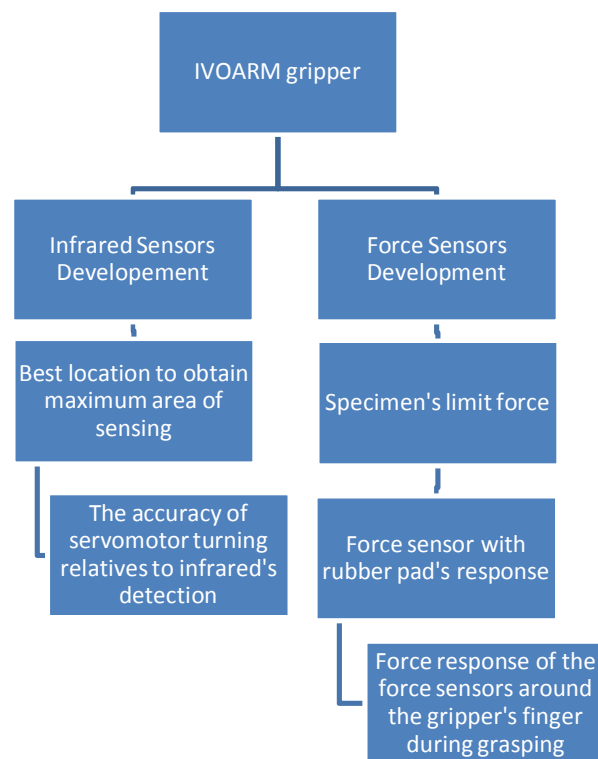 IVOARM gripper
Infrared Sensors
Developement
Force Sensors
Development
Best location to obtain
maximum area of
sensing
Specimen's limit force
The accuracy of
servomotor turning
relatives to infrared's
detection
Force sensor with
rubber pad's response
Force response of the
force sensors around
the gripper's finger
during grasping